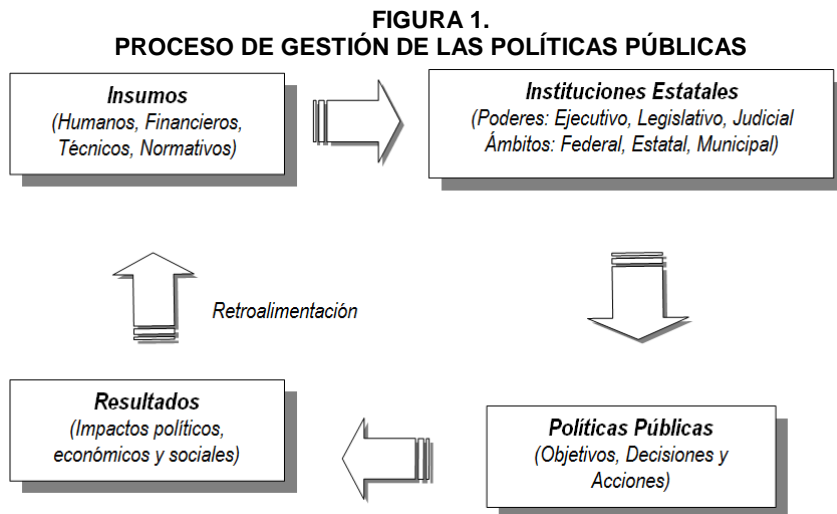 FIGURA 1.
PROCESO DE GESTIÓN DE LAS POLÍTICAS PÚBLICAS
Insumos
(Humanos, Financieros,
Técnicos, Normativos)
Instituciones Estatales
(Poderes: Ejecutivo, Legislativo, Judicial
Ámbitos: Federal, Estatal, Municipal)
Retroalimentación
Resultados
(Impactos políticos,
económicos y sociales)
Políticas Públicas
(Objetivos, Decisiones y
Acciones)